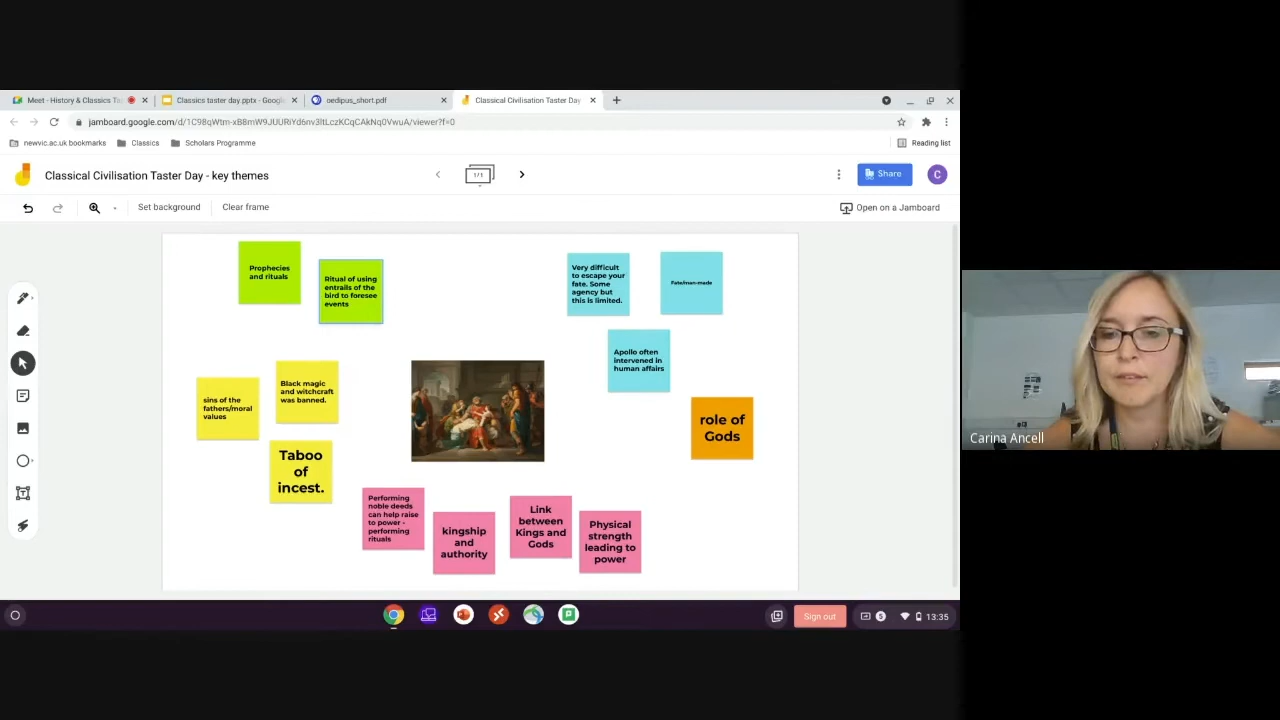 Meet - History & Classics Ta
Classics taster day.pptx - Google
oedipus_short.pdf
Classical Civilisation Taster Day
jamboard.google.com/d/1C98qWtm-xB8mW9JUURiYd6nv3ltLczKCqCAkNq0VwuA/viewer?f=0
newvic.ac.uk bookmarks
Classics
Scholars Programme
Reading list
Classical Civilisation Taster Day - key themes
1/1
Share
C
Set background
Clear frame
Open on a Jamboard
Prophecies
and rituals
Ritual of using
entrails of the
bird to foresee
events
Very difficult
to escape your
fate. Some
agency but
this is limited.
Fate/man-made
Apollo often
intervened in
human affairs
sins of the
fathers/moral
values
Black magic
and witchcraft
was banned.
Taboo
of
incest.
role of
Gods
Performing
noble deeds
can help raise
to power -
performing
rituals
kingship
and
authority
Link
between
Kings and
Gods
Physical
strength
leading to
power
Carina Ancell
Sign out
5
13:35